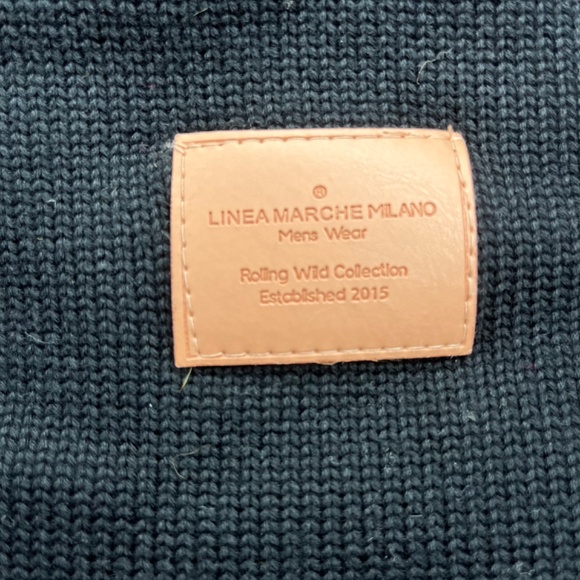 ®
LINEA MARCHE MILANO
Mens Wear
Rolling Wild Collection
Established 2015